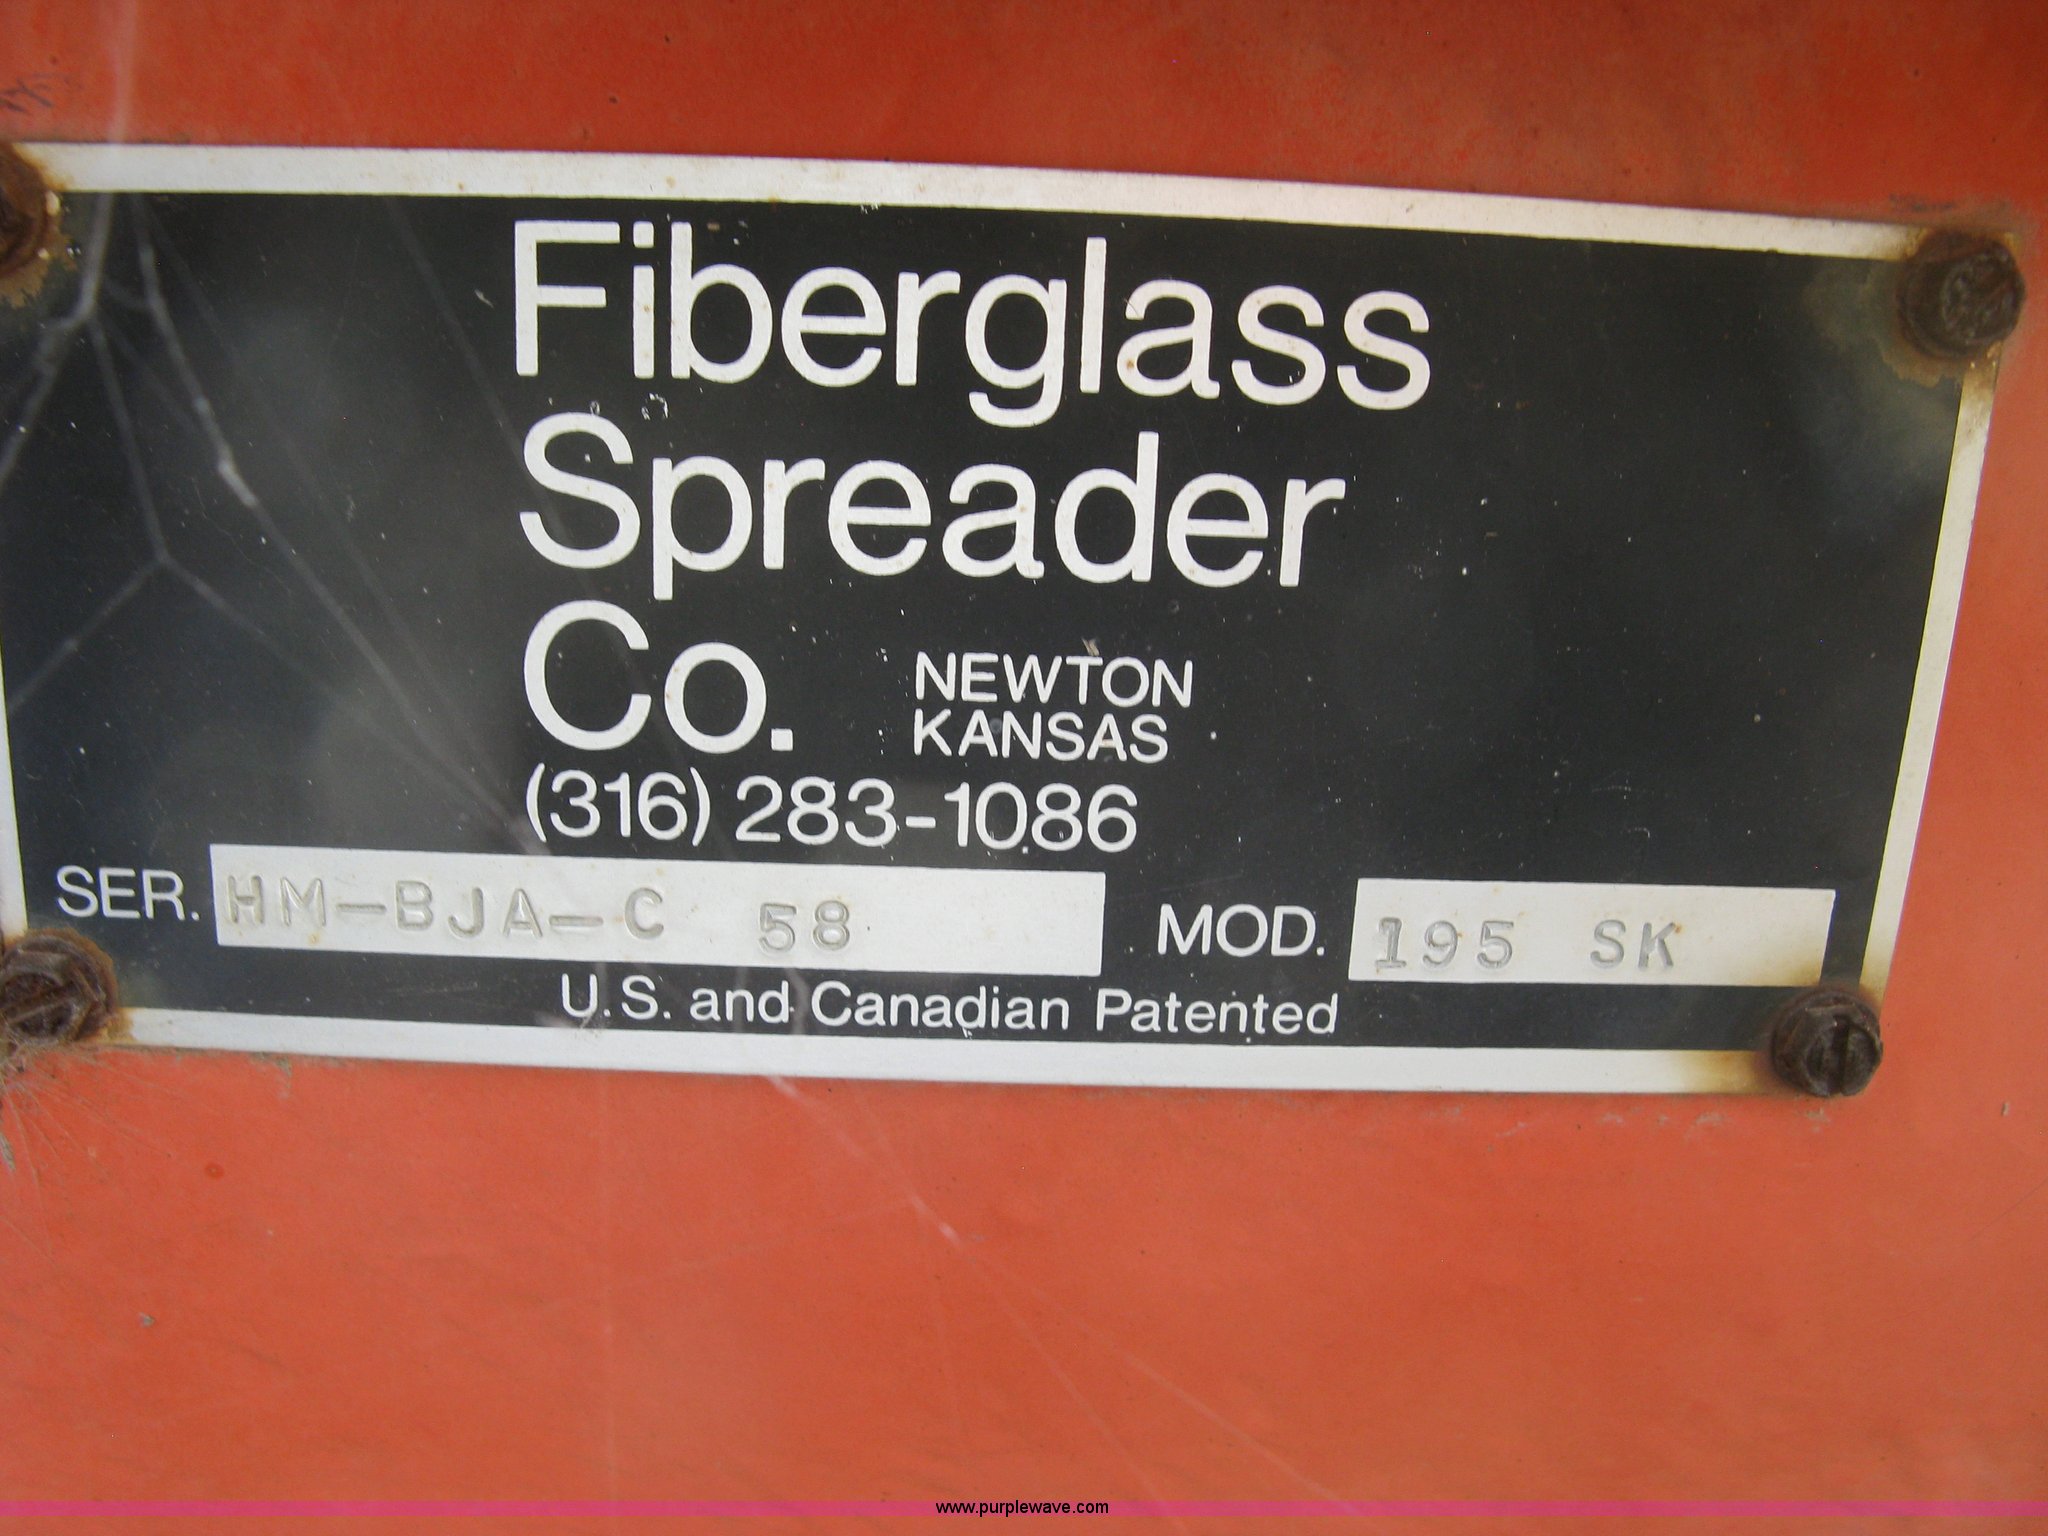 Fiberglass
Spreader
Co. NEWTON
KANSAS
(316) 283-1086
SER. HM-BJA-C 58 MOD. 195 SK
U.S. and Canadian Patented
www.purplewave.com